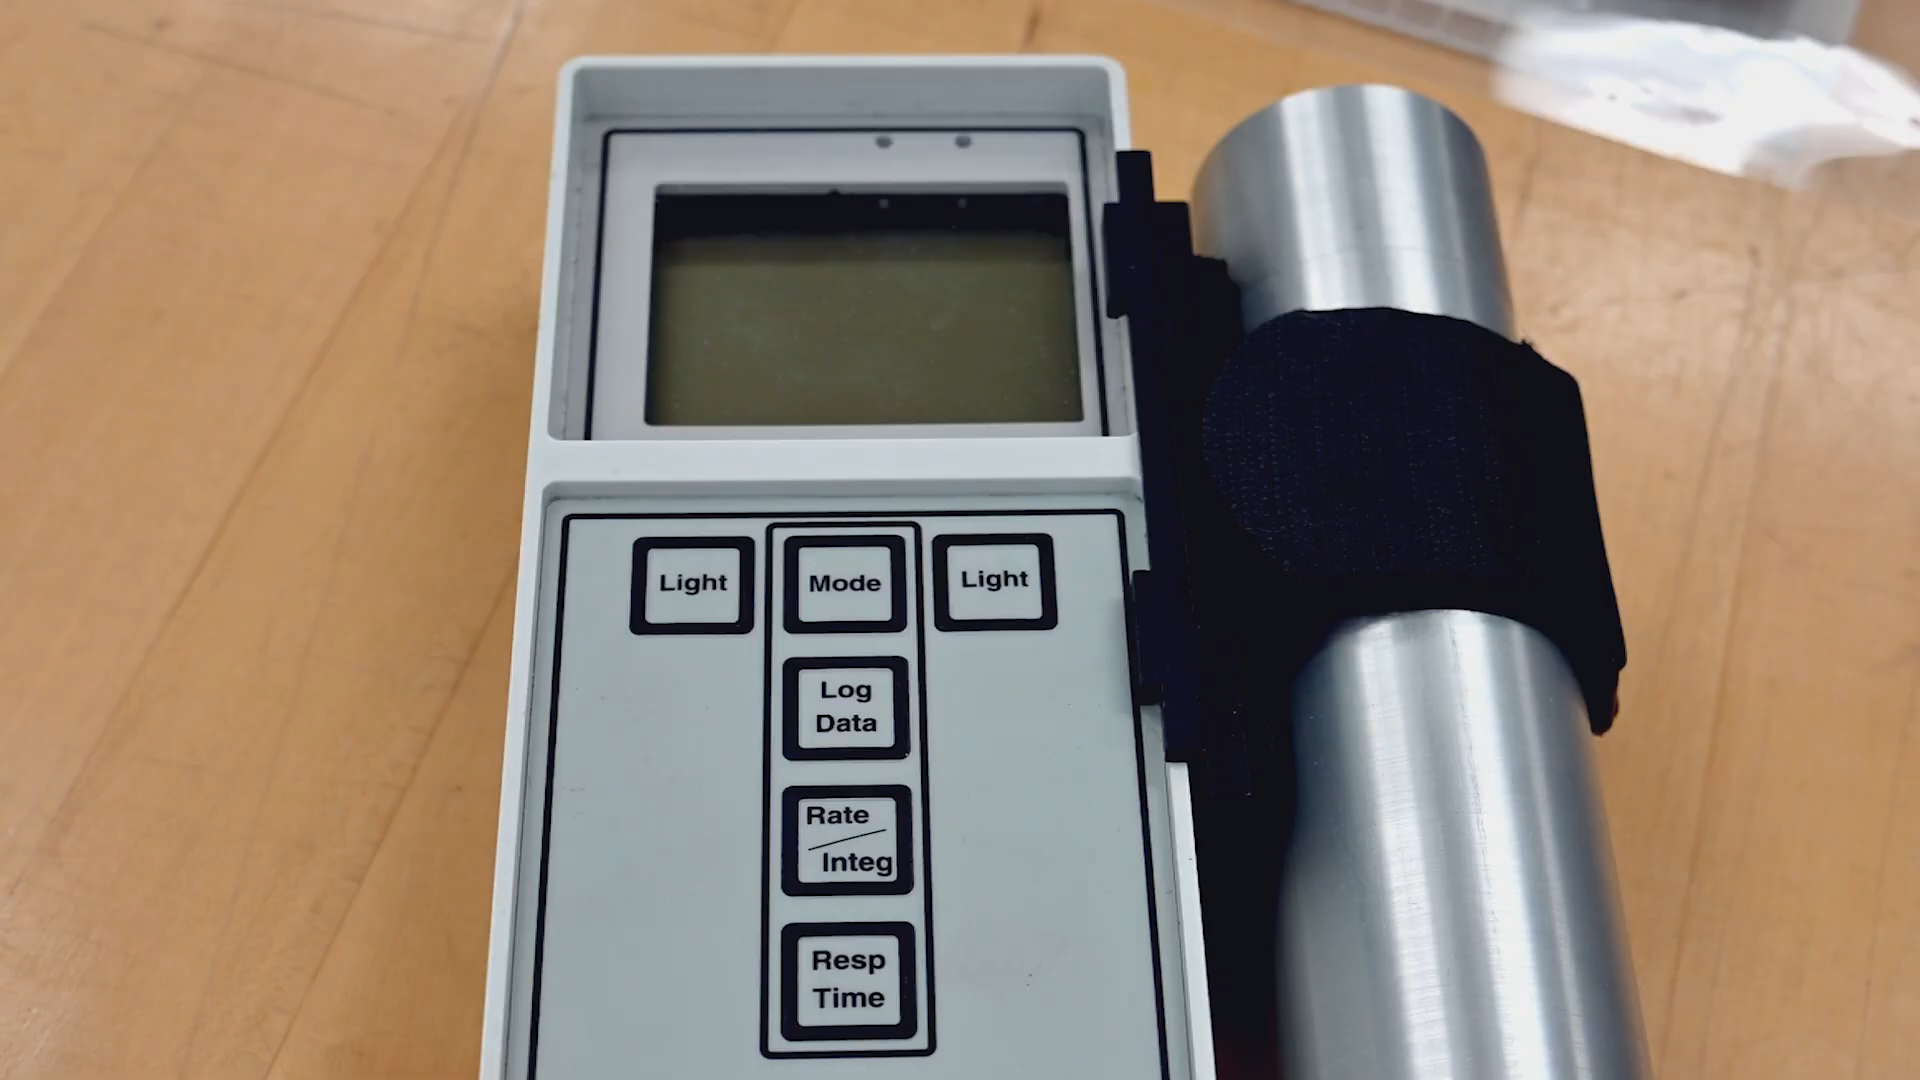 Light
Mode
Light
Log
Data
Rate
Integ
Resp
Time